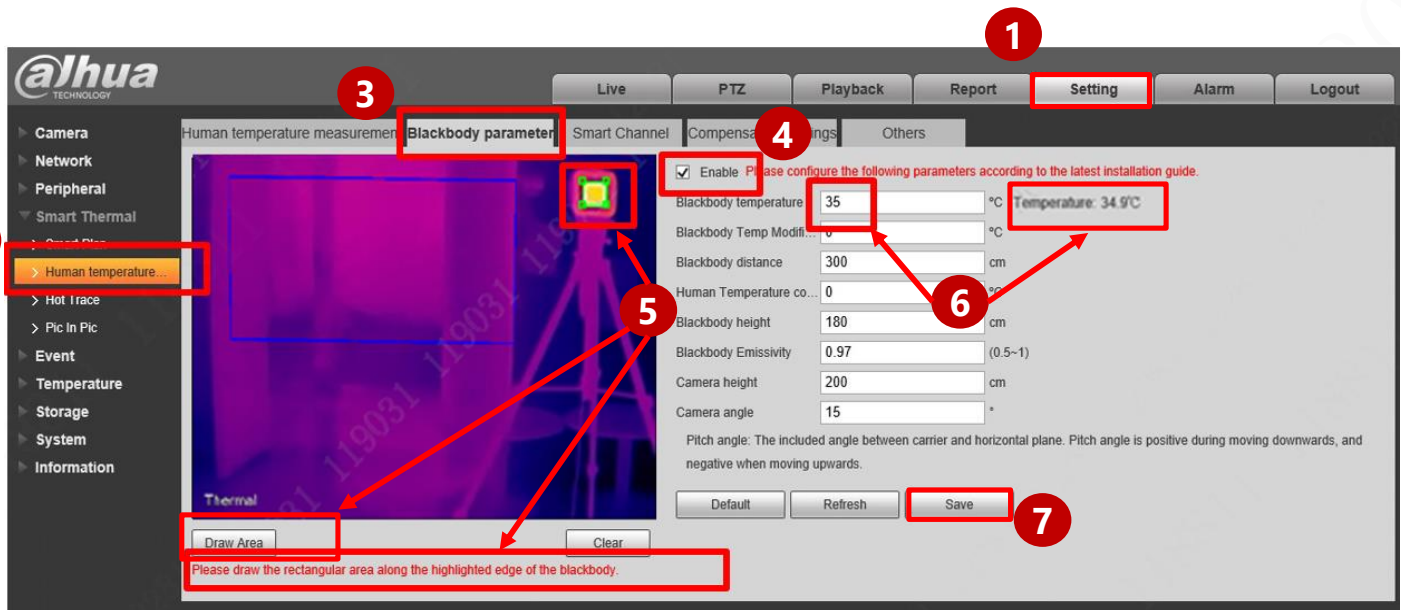 1
alhua
TECHNOLOGY
3
Live PTZ Playback Report Setting Alarm Logout
Human temperature measuremen Blackbody parameter Smart Channel Compensa 4 ngs Others
Camera
Network
Peripheral
Smart Thermal
Human temperature...
Hot Trace
Pic In Pic
Event
Temperature
Storage
System
Information
119031 119031 119031
Thermal
5
Draw Area Clear
Please draw the rectangular area along the highlighted edge of the blackbody.
Enable Please configure the following parameters according to the latest installation guide.
Blackbody temperature 35 °C Temperature: 34.9°C
Blackbody Temp Modifi... 0 °C
Blackbody distance 300 cm
Human Temperature co... 0 °C
6
Blackbody height 180 cm
Blackbody Emissivity 0.97 (0.5~1)
Camera height 200 cm
Camera angle 15 °
Pitch angle: The included angle between carrier and horizontal plane. Pitch angle is positive during moving downwards, and
negative when moving upwards.
Default Refresh Save
7